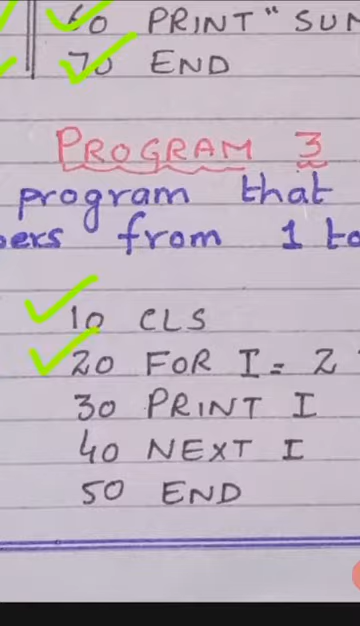 60 PRINT " SUM
70 END
PROGRAM 3
program that
bers from 1 to
10 CLS
20 FOR I = 2
30 PRINT I
40 NEXT I
50 END